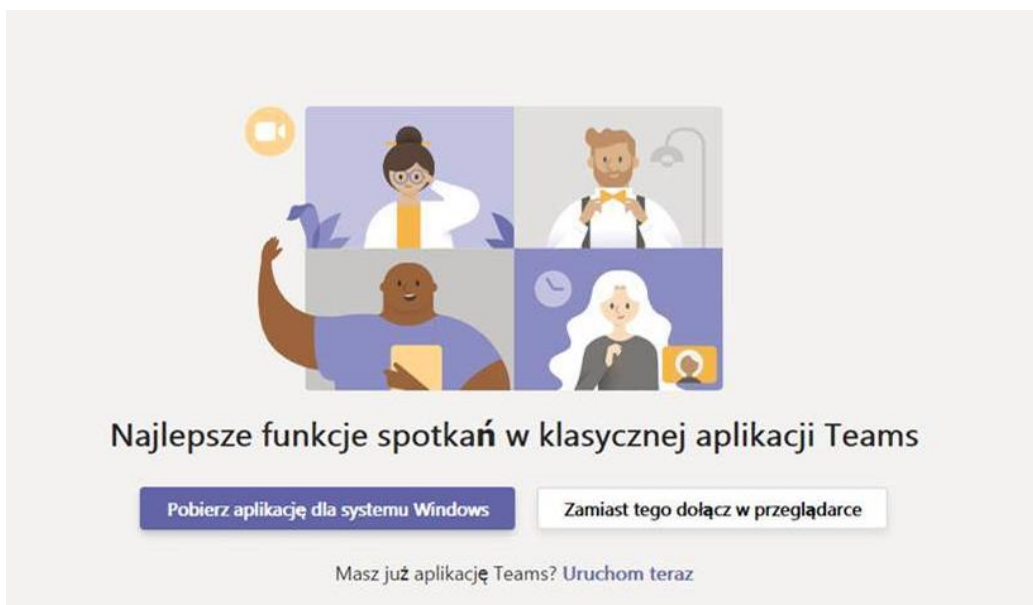 Najlepsze funkcje spotkań w klasycznej aplikacji Teams
Pobierz aplikację dla systemu Windows
Zamiast tego dołącz w przeglądarce
Masz już aplikację Teams? Uruchom teraz